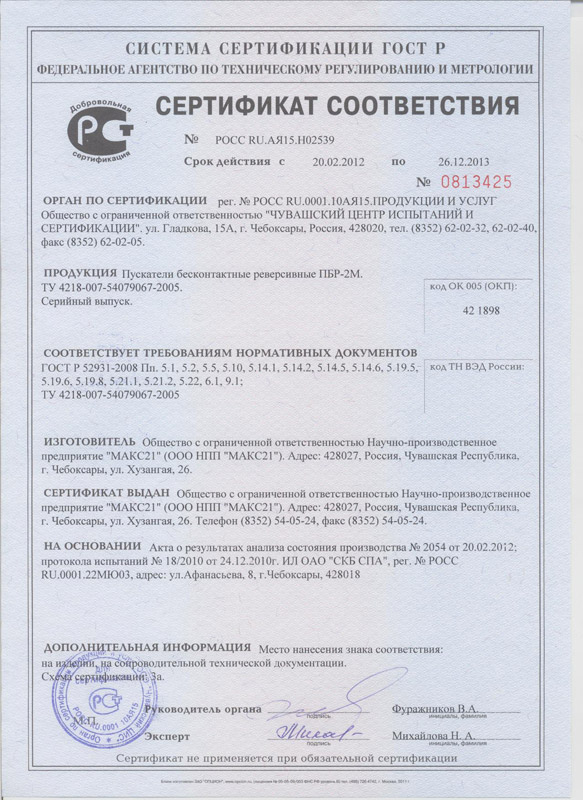 СИСТЕМА СЕРТИФИКАЦИИ ГОСТ Р
ФЕДЕРАЛЬНОЕ АГЕНТСТВО ПО ТЕХНИЧЕСКОМУ РЕГУЛИРОВАНИЮ И МЕТРОЛОГИИ
Добровольная
сертификация
СЕРТИФИКАТ СООТВЕТСТВИЯ
№ РОСС RU.АЯ15.Н02539
Срок действия с 20.02.2012 по 26.12.2013
№ 0813425
ОРГАН ПО СЕРТИФИКАЦИИ рег. № РОСС RU.0001.10АЯ15.ПРОДУКЦИИ И УСЛУГ
Общество с ограниченной ответственностью "ЧУВАШСКИЙ ЦЕНТР ИСПЫТАНИЙ И
СЕРТИФИКАЦИИ". ул. Гладкова, 15А, г. Чебоксары, Россия, 428020, тел. (8352) 62-02-32, 62-02-40,
факс (8352) 62-02-05.
ПРОДУКЦИЯ Пускатели бесконтактные реверсивные ПБР-2М.
ТУ 4218-007-54079067-2005.
Серийный выпуск.
код ОК 005 (ОКП):
42 1898
СООТВЕТСТВУЕТ ТРЕБОВАНИЯМ НОРМАТИВНЫХ ДОКУМЕНТОВ
ГОСТ Р 52931-2008 Пп. 5.1, 5.2, 5.5, 5.10, 5.14.1, 5.14.2, 5.14.5, 5.14.6, 5.19.5,
5.19.6, 5.19.8, 5.21.1, 5.21.2, 5.22, 6.1, 9.1;
ТУ 4218-007-54079067-2005
код ТН ВЭД России:
ИЗГОТОВИТЕЛЬ Общество с ограниченной ответственностью Научно-производственное
предприятие "МАКС21" (ООО НПП "МАКС21"). Адрес: 428027, Россия, Чувашская Республика,
г. Чебоксары, ул. Хузангая, 26.
СЕРТИФИКАТ ВЫДАН Общество с ограниченной ответственностью Научно-производственное
предприятие "МАКС21" (ООО НПП "МАКС21"). Адрес: 428027, Россия, Чувашская Республика,
г. Чебоксары, ул. Хузангая, 26. Телефон (8352) 54-05-24, факс (8352) 54-05-24.
НА ОСНОВАНИИ Акта о результатах анализа состояния производства № 2054 от 20.02.2012;
протокола испытаний № 18/2010 от 24.12.2010г. ИЛ ОАО "СКБ СПА", рег. № РОСС
RU.0001.22МЮ03, адрес: ул.Афанасьева, 8, г.Чебоксары, 428018
ДОПОЛНИТЕЛЬНАЯ ИНФОРМАЦИЯ Место нанесения знака соответствия:
на изделии, на сопроводительной технической документации.
Схема сертификации: 3а.
М.П.
Руководитель органа
подпись
Фуражников В.А.
инициалы, фамилия
Эксперт
подпись
Михайлова Н. А.
инициалы, фамилия
Сертификат не применяется при обязательной сертификации